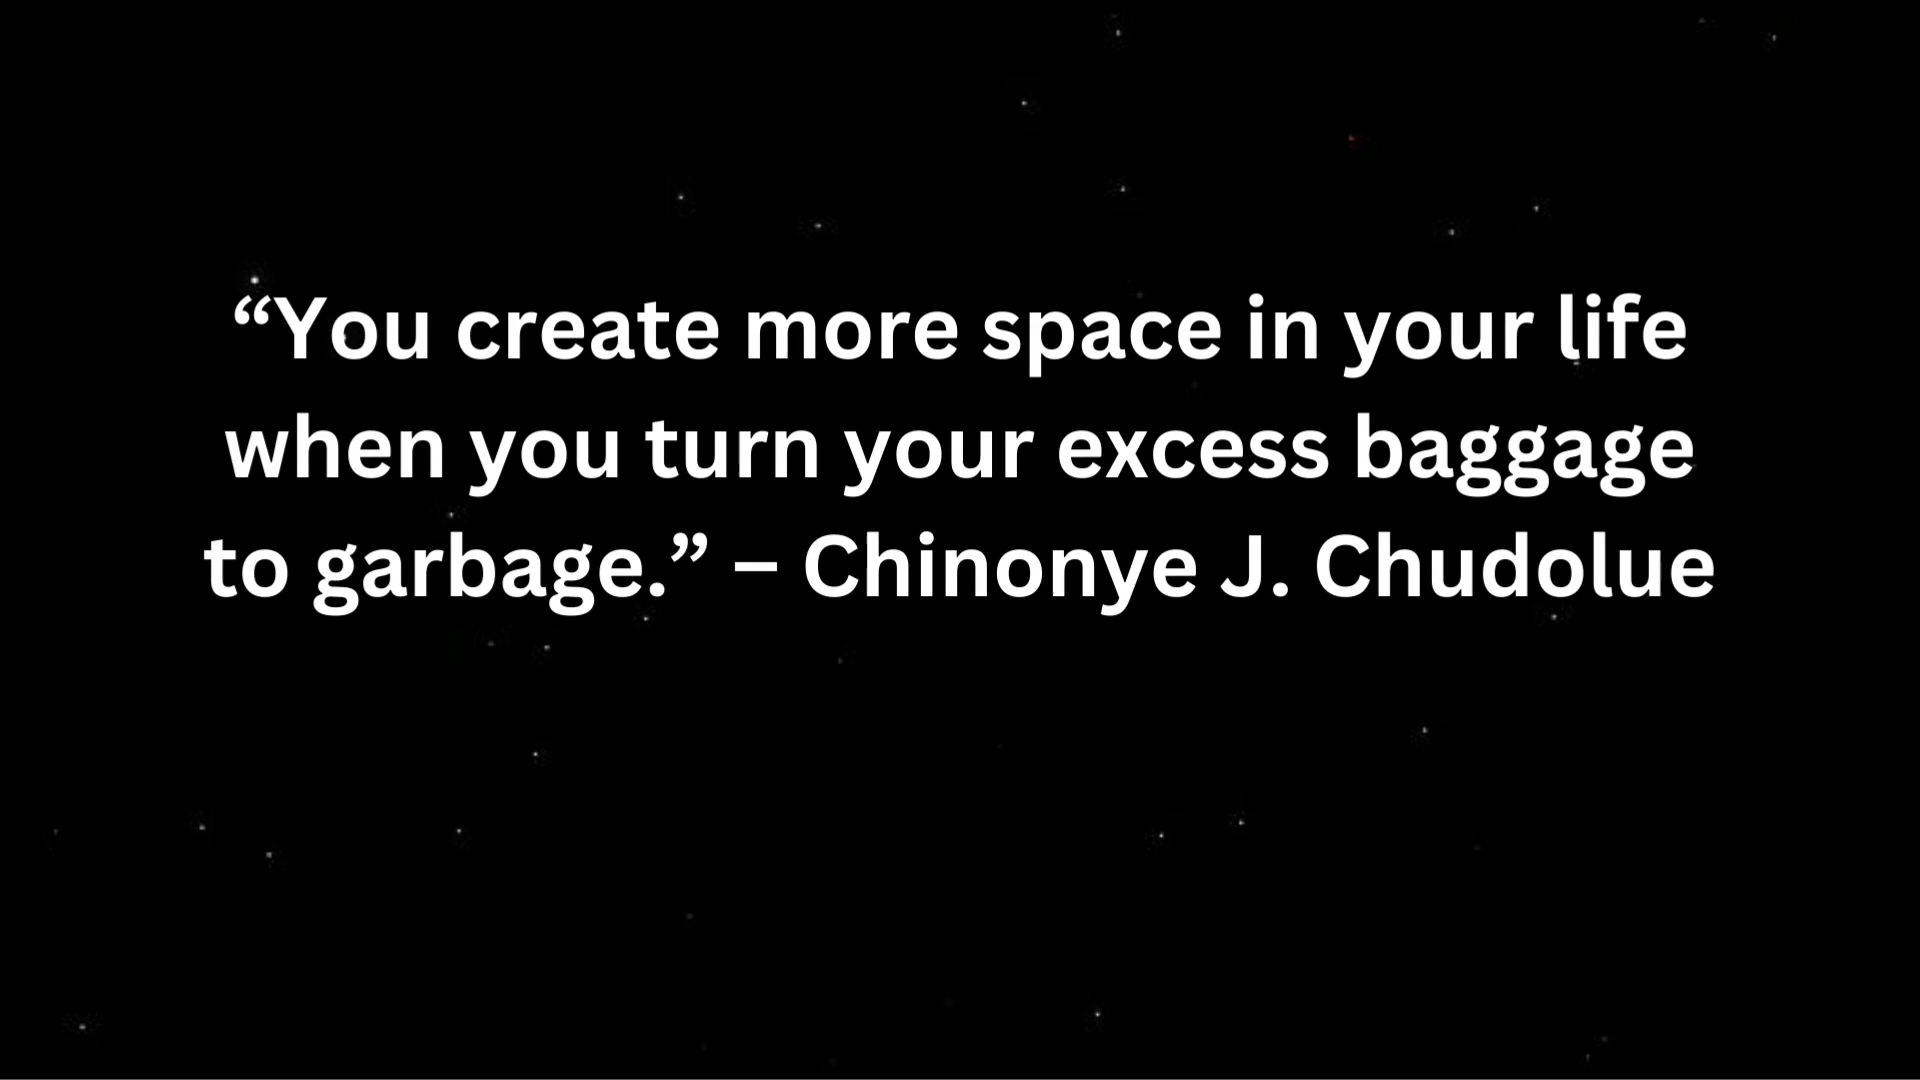 “You create more space in your life
when you turn your excess baggage
to garbage.” – Chinonye J. Chudolue